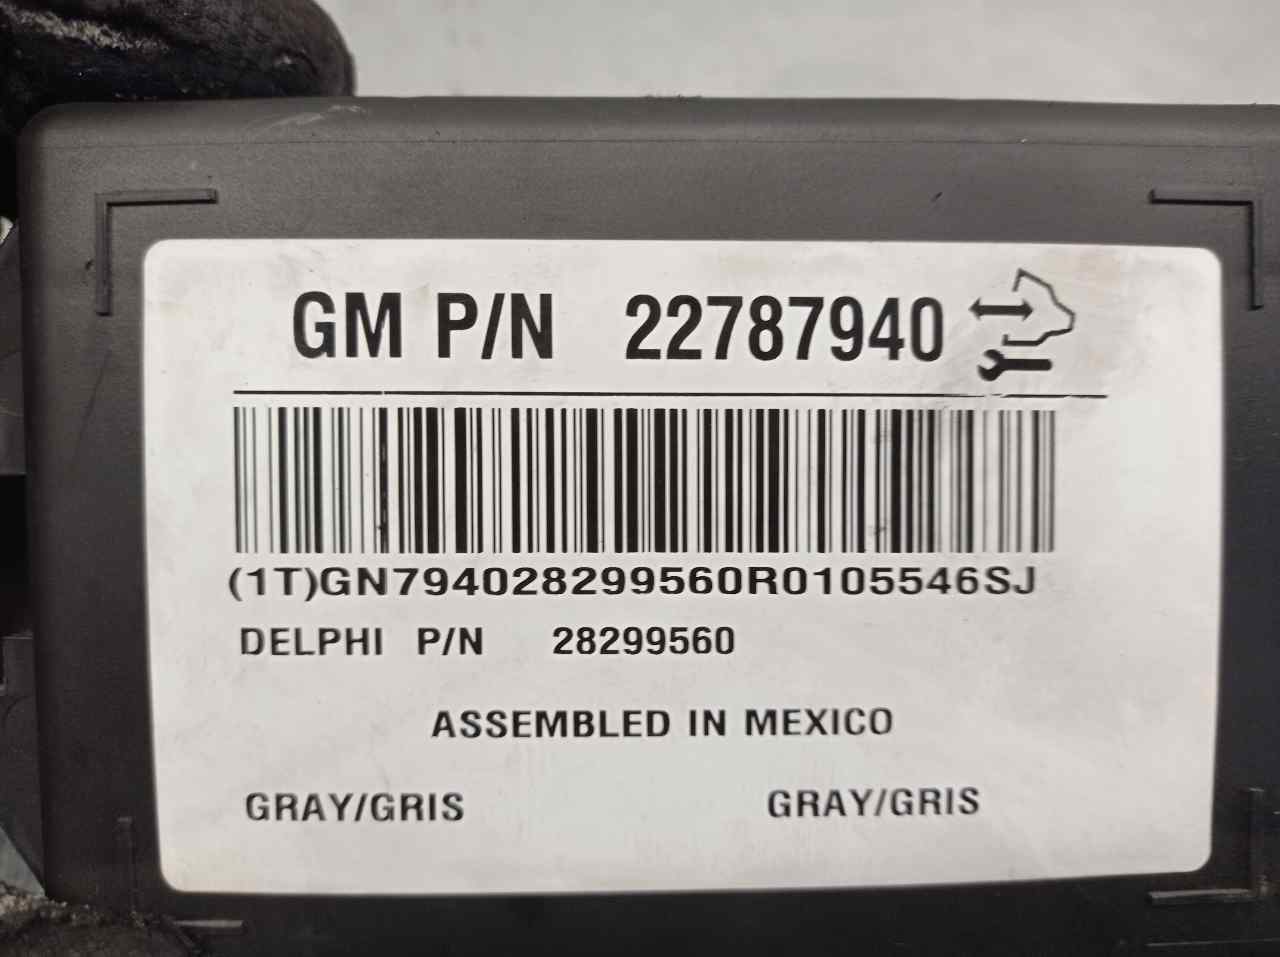 GM P/N 22787940
(1T)GN794028299560R0105546SJ
DELPHI P/N 28299560
ASSEMBLED IN MEXICO
GRAY/GRIS GRAY/GRIS